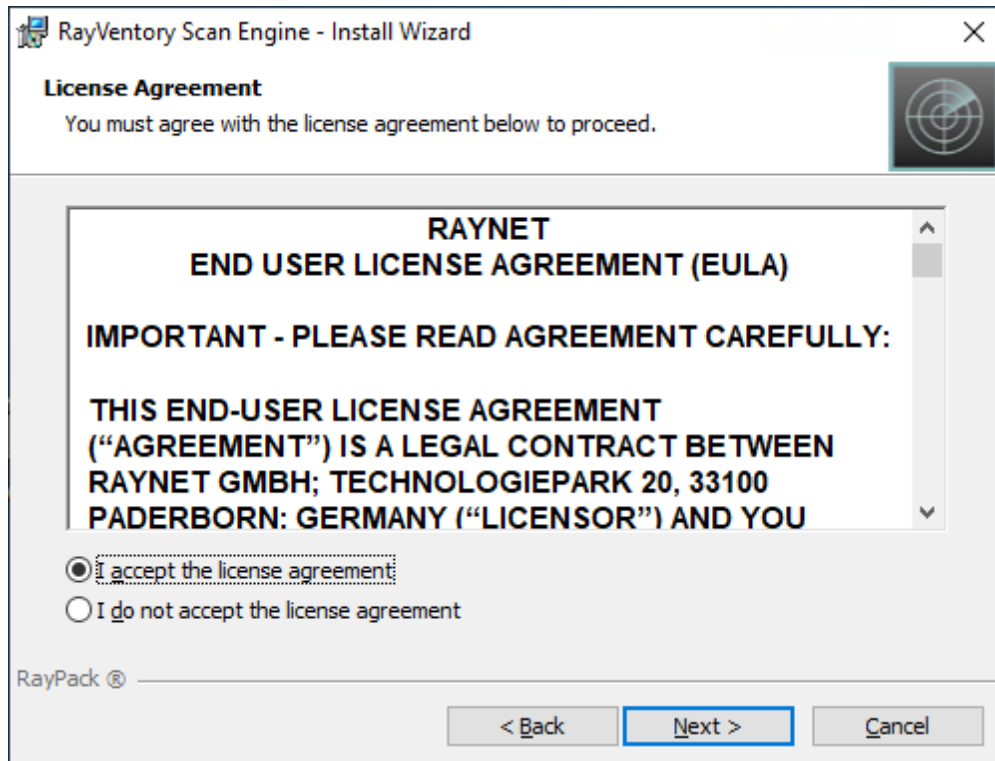 RayVentory Scan Engine - Install Wizard
License Agreement
You must agree with the license agreement below to proceed.
RAYNET
END USER LICENSE AGREEMENT (EULA)
IMPORTANT - PLEASE READ AGREEMENT CAREFULLY:
THIS END-USER LICENSE AGREEMENT
(“AGREEMENT”) IS A LEGAL CONTRACT BETWEEN
RAYNET GMBH; TECHNOLOGIEPARK 20, 33100
PADERBORN; GERMANY (“LICENSOR”) AND YOU
I accept the license agreement
I do not accept the license agreement
RayPack ®
< Back Next > Cancel